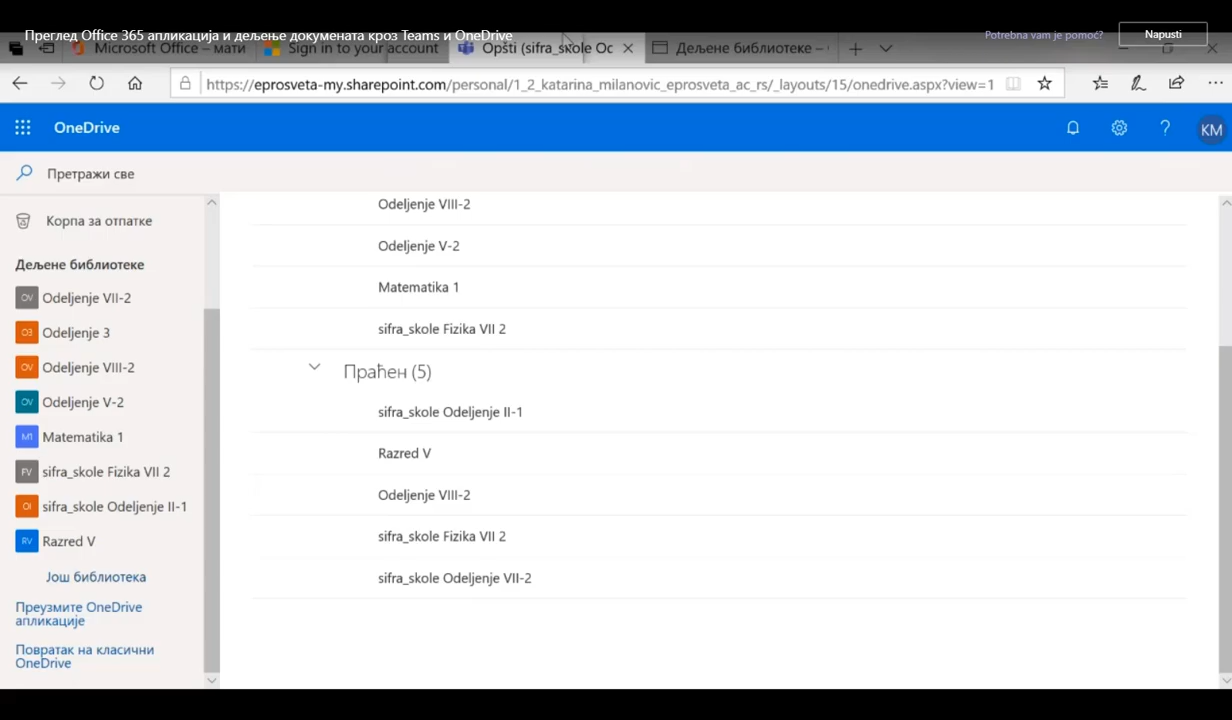 Преглед Office 365 апликација и дељење докумената кроз Teams и OneDrive
Potrebna vam je pomoć?
Napusti
Microsoft Office – мати
Sign in to your account
Opšti (sifra_skole Oc
Дељене библиотеке –
https://eprosveta-my.sharepoint.com/personal/1_2_katarina_milanovic_eprosveta_ac_rs/_layouts/15/onedrive.aspx?view=1
OneDrive
KM
Претражи све
Корпа за отпатке
Дељене библиотеке
OV Odeljenje VII-2
O3 Odeljenje 3
OV Odeljenje VIII-2
OV Odeljenje V-2
M1 Matematika 1
FV sifra_skole Fizika VII 2
OI sifra_skole Odeljenje II-1
RV Razred V
Још библиотека
Преузмите OneDrive
апликације
Повратак на класични
OneDrive
Odeljenje VIII-2
Odeljenje V-2
Matematika 1
sifra_skole Fizika VII 2
Праћен (5)
sifra_skole Odeljenje II-1
Razred V
Odeljenje VIII-2
sifra_skole Fizika VII 2
sifra_skole Odeljenje VII-2